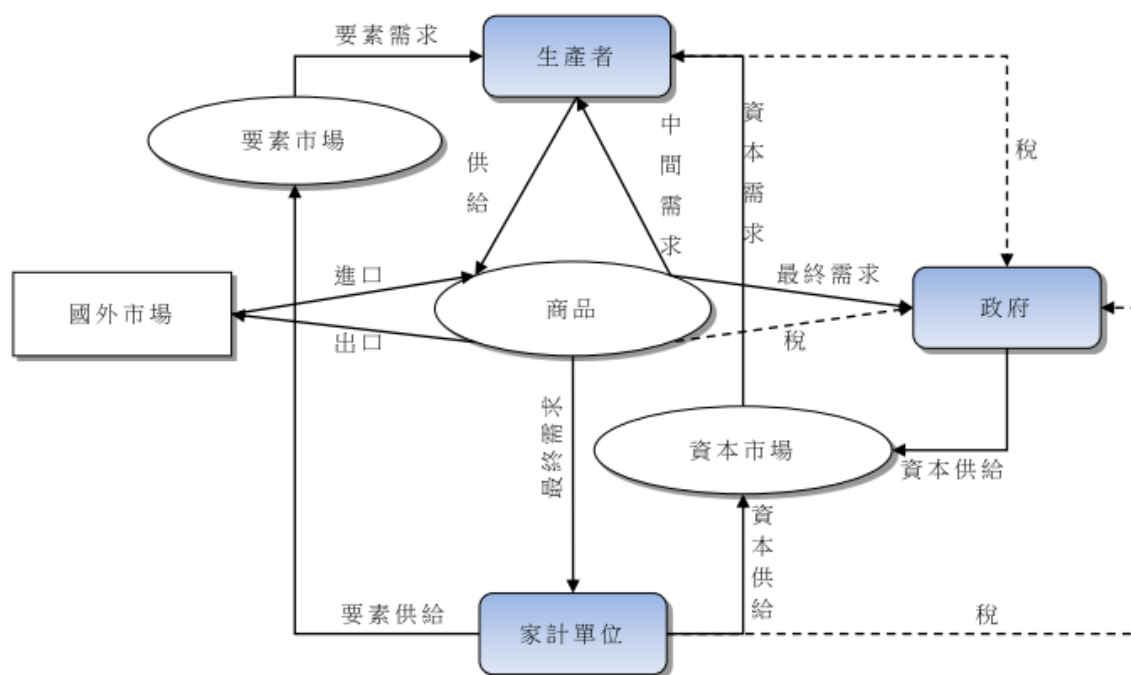 要素需求
生產者
要素市場
供給
中間需求
資本需求
稅
國外市場
進口
出口
商品
最終需求
稅
政府
最終需求
資本市場
資本供給
資本供給
要素供給
家計單位
稅